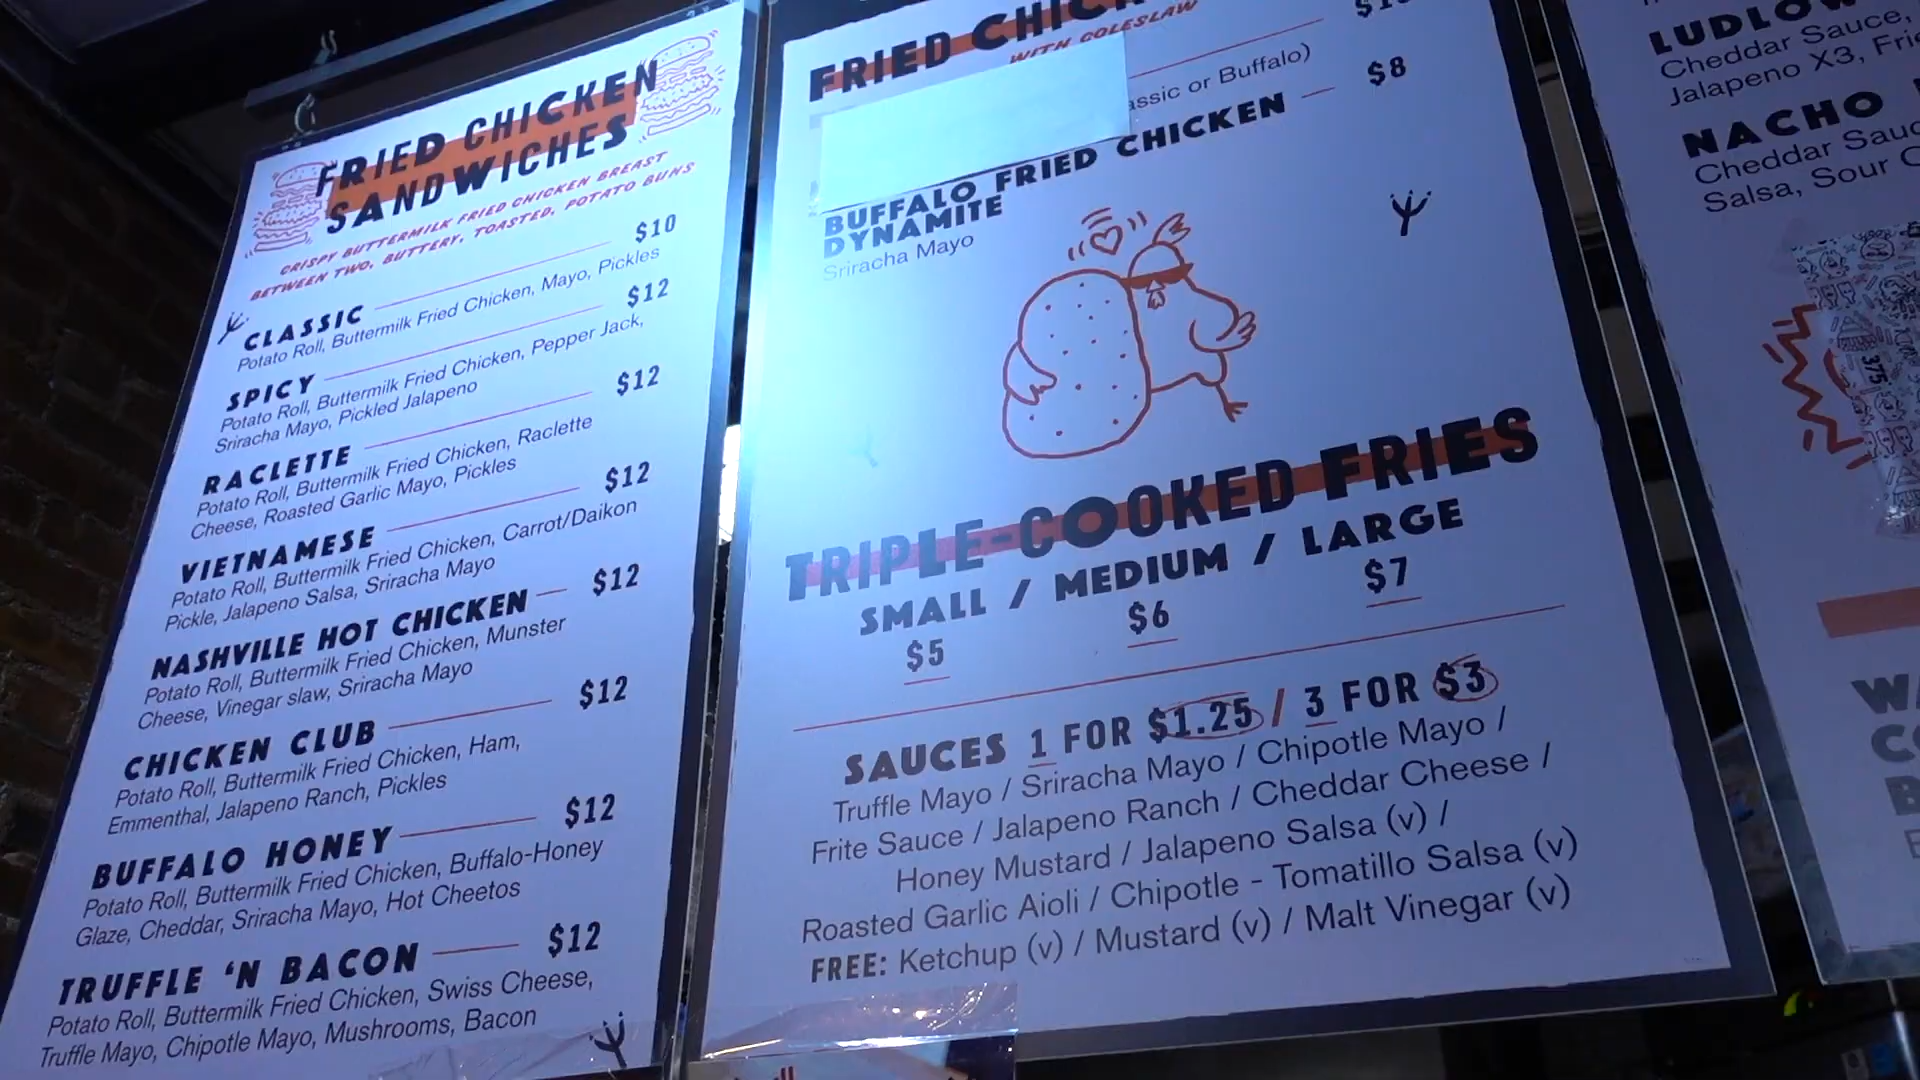 FRIED CHICKEN
SANDWICHES
CRISPY BUTTERMILK FRIED CHICKEN BREAST
BETWEEN TWO, BUTTERY, TOASTED, POTATO BUNS
CLASSIC $10
Potato Roll, Buttermilk Fried Chicken, Mayo, Pickles
SPICY $12
Potato Roll, Buttermilk Fried Chicken, Pepper Jack,
Sriracha Mayo, Pickled Jalapeno
RACLETTE $12
Potato Roll, Buttermilk Fried Chicken, Raclette
Cheese, Roasted Garlic Mayo, Pickles
VIETNAMESE $12
Potato Roll, Buttermilk Fried Chicken, Carrot/Daikon
Pickle, Jalapeno Salsa, Sriracha Mayo
NASHVILLE HOT CHICKEN $12
Potato Roll, Buttermilk Fried Chicken, Munster
Cheese, Vinegar slaw, Sriracha Mayo
CHICKEN CLUB $12
Potato Roll, Buttermilk Fried Chicken, Ham,
Emmenthal, Jalapeno Ranch, Pickles
BUFFALO HONEY $12
Potato Roll, Buttermilk Fried Chicken, Buffalo-Honey
Glaze, Cheddar, Sriracha Mayo, Hot Cheetos
TRUFFLE 'N BACON $12
Potato Roll, Buttermilk Fried Chicken, Swiss Cheese,
Truffle Mayo, Chipotle Mayo, Mushrooms, Bacon
FRIED
WITH COLESLAW
or Buffalo)
BUFFALO FRIED CHICKEN $8
DYNAMITE
Sriracha Mayo
TRIPLE-COOKED FRIES
SMALL / MEDIUM / LARGE
$5 $6 $7
SAUCES 1 FOR $1.25 / 3 FOR $3
Truffle Mayo / Sriracha Mayo / Chipotle Mayo /
Frite Sauce / Jalapeno Ranch / Cheddar Cheese /
Honey Mustard / Jalapeno Salsa (v) /
Roasted Garlic Aioli / Chipotle - Tomatillo Salsa (v)
FREE: Ketchup (v) / Mustard (v) / Malt Vinegar (v)
Cheddar Sauce,
Jalapeno X3,
NACHO
Cheddar
Salsa, Sour
375